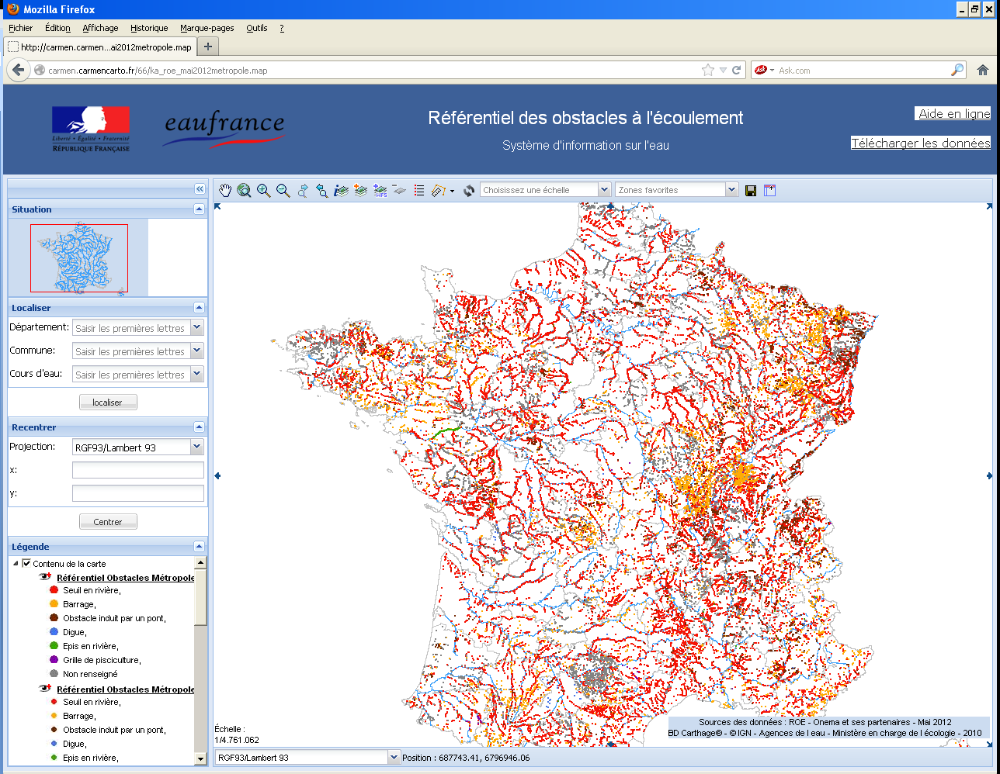 Mozilla Firefox
Fichier Édition Affichage Historique Marque-pages Outils ?
http://carmen.carmen...ai2012metropole.map
carmen.carmencarto.fr/66/ka_roe_mai2012metropole.map
Ask Ask.com
Liberté • Égalité • Fraternité
RÉPUBLIQUE FRANÇAISE
eaufrance
Référentiel des obstacles à l'écoulement
Système d'information sur l'eau
Aide en ligne
Télécharger les données
Choisissez une échelle
Zones favorites
WFS
Situation
Localiser
Département: Saisir les premières lettres
Commune: Saisir les premières lettres
Cours d'eau: Saisir les premières lettres
localiser
Recentrer
Projection: RGF93/Lambert 93
x:
y:
Centrer
Légende
Contenu de la carte
Référentiel Obstacles Métropole
Seuil en rivière,
Barrage,
Obstacle induit par un pont,
Digue,
Epis en rivière,
Grille de pisciculture,
Non renseigné
Référentiel Obstacles Métropole
Seuil en rivière,
Barrage,
Obstacle induit par un pont,
Digue,
Epis en rivière,
Échelle :
1/4.761.062
Sources des données : ROE - Onema et ses partenaires - Mai 2012
BD Carthage® - © IGN - Agences de l eau - Ministère en charge de l écologie - 2010
RGF93/Lambert 93
Position : 687743.41, 6796946.06